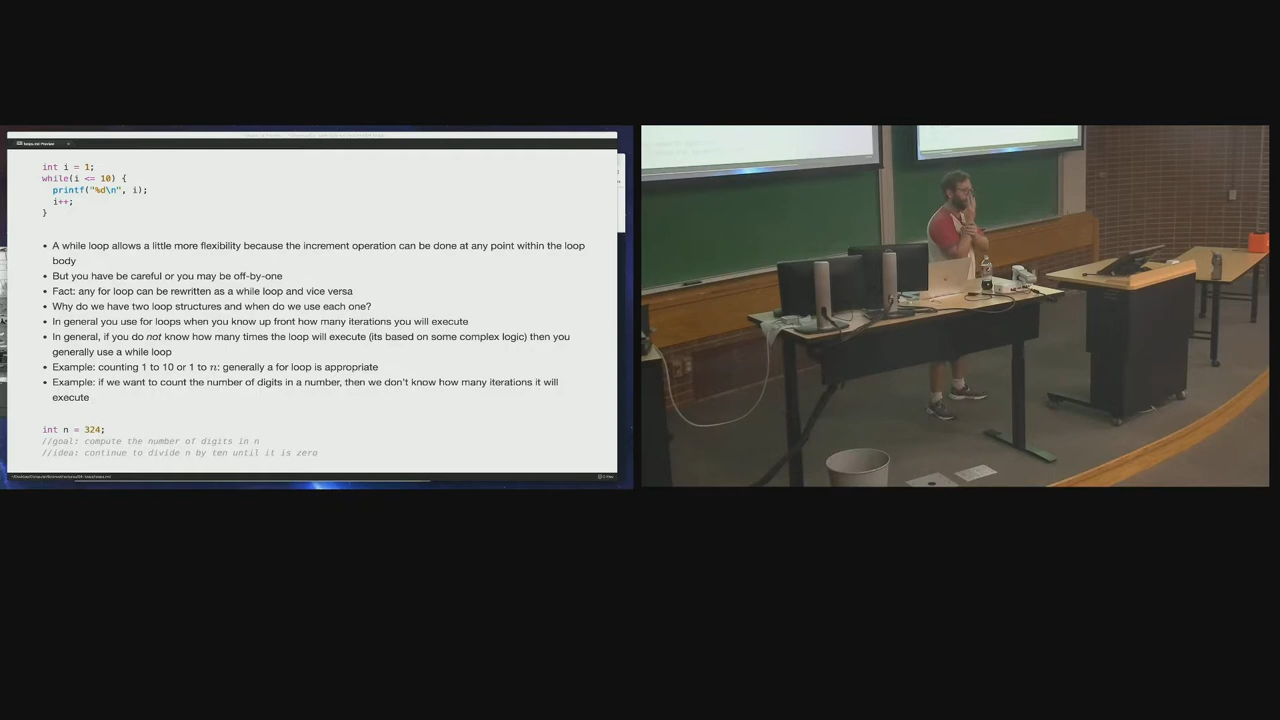 int i = 1;
while(i <= 10) {
printf("%d\n", i);
i++;
}
• A while loop allows a little more flexibility because the increment operation can be done at any point within the loop
body
• But you have be careful or you may be off-by-one
• Fact: any for loop can be rewritten as a while loop and vice versa
• Why do we have two loop structures and when do we use each one?
• In general you use for loops when you know up front how many iterations you will execute
• In general, if you do not know how many times the loop will execute (its based on some complex logic) then you
generally use a while loop
• Example: counting 1 to 10 or 1 to n: generally a for loop is appropriate
• Example: if we want to count the number of digits in a number, then we don't know how many iterations it will
execute
int n = 324;
//goal: compute the number of digits in n
//idea: continue to divide n by ten until it is zero